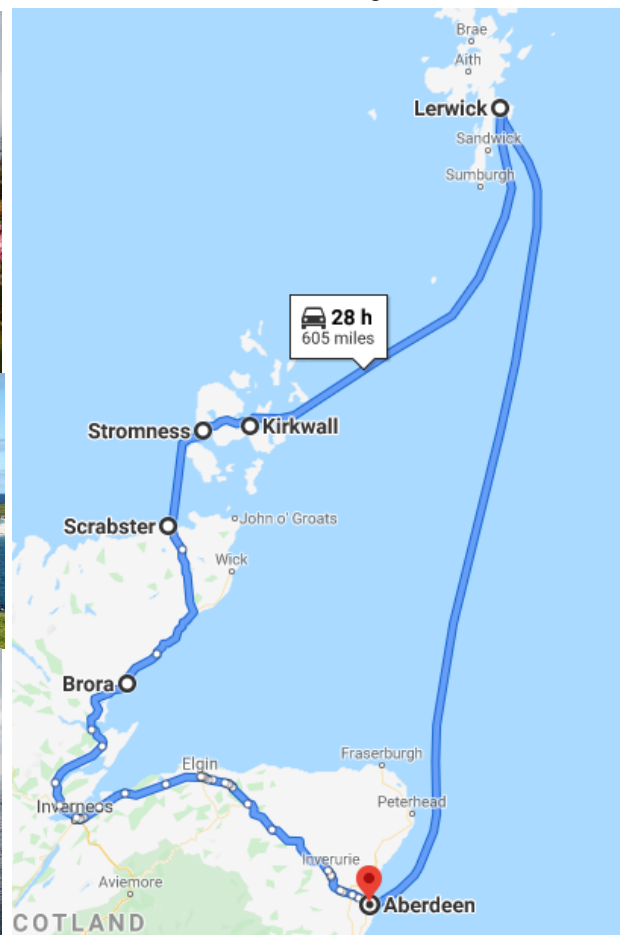 Brae
Aith
Lerwick
Sandwick
Sumburgh
28 h
605 miles
Stromness
Kirkwall
Scrabster
John o' Groats
Wick
Brora
Fraserburgh
Elgin
Peterhead
Inverness
Inverurie
Aviemore
Aberdeen
COTLAND